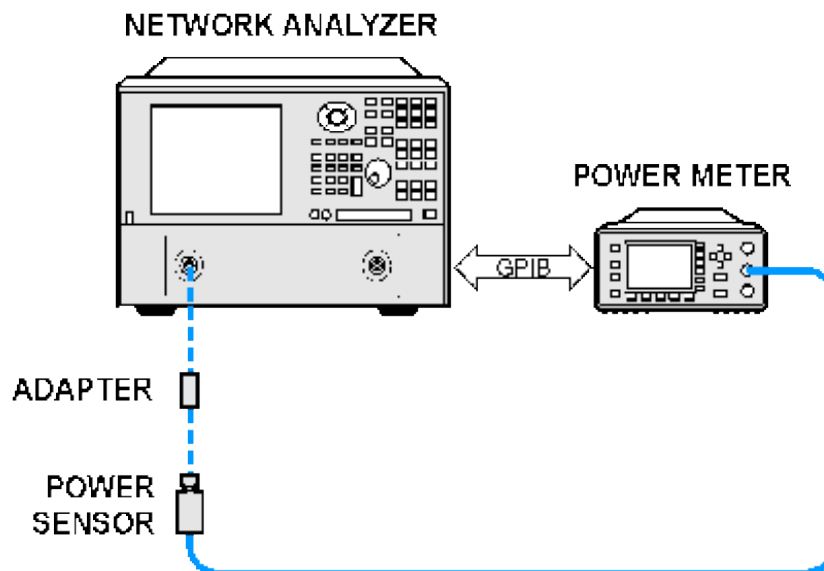 NETWORK ANALYZER
POWER METER
GPIB
ADAPTER
POWER
SENSOR